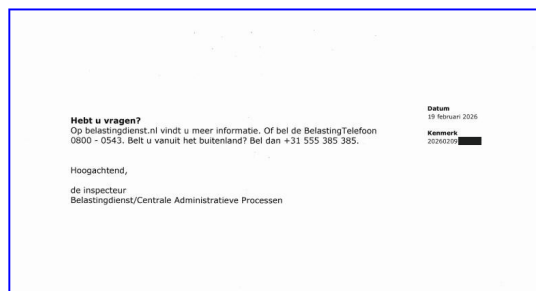 Datum
19 februari 2026
Kenmerk
20260209
Hebt u vragen?
Op belastingdienst.nl vindt u meer informatie. Of bel de BelastingTelefoon
0800 - 0543. Belt u vanuit het buitenland? Bel dan +31 555 385 385.
Hoogachtend,
de inspecteur
Belastingdienst/Centrale Administratieve Processen